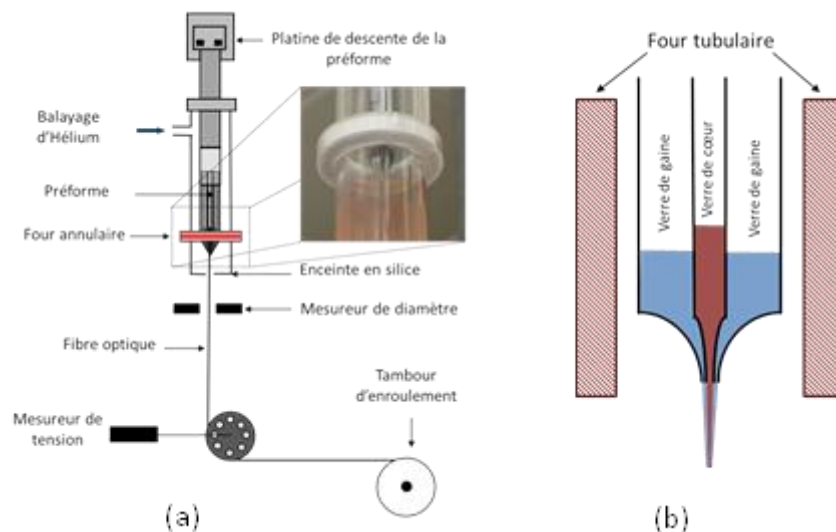 Platine de descente de la
préforme
Balayage
d'Hélium
Préforme
Four annulaire
Enceinte en silice
Mesureur de diamètre
Fibre optique
Tambour
d'enroulement
Mesureur de
tension
(a)
Four tubulaire
Verre de gaine
Verre de cœur
Verre de gaine
(b)